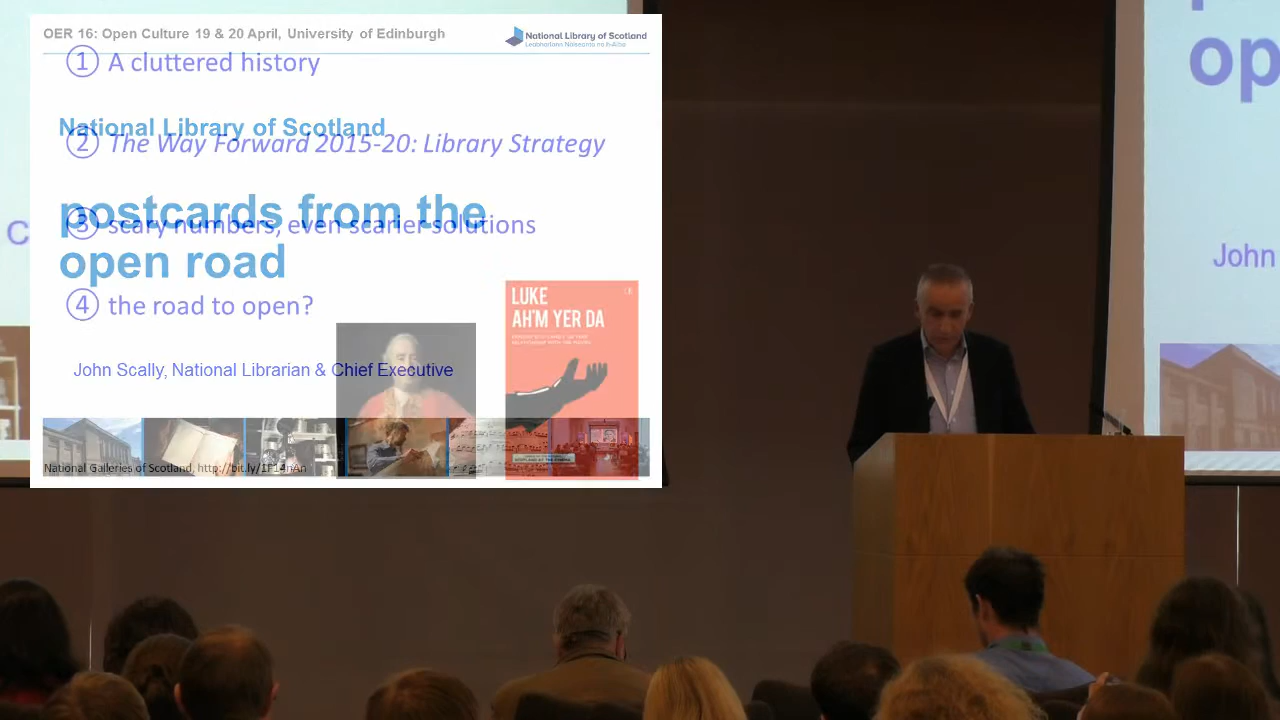 OER 16: Open Culture 19 & 20 April, University of Edinburgh
National Library of Scotland
Leabharlann Nàiseanta na h-Alba
① A cluttered history
National Library of Scotland
② The Way Forward 2015-20: Library Strategy
postcards from the
③ scary numbers, even scarier solutions
open road
④ the road to open?
LUKE
AH'M YER DA
John Scally, National Librarian & Chief Executive
National Galleries of Scotland, http://bit.ly/
op
John
C